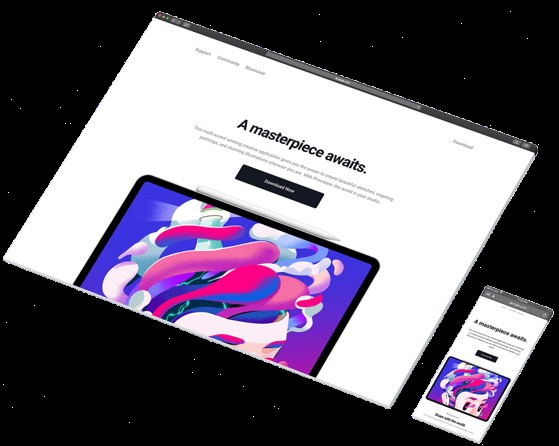 Support Community Showcase
Download
A masterpiece awaits.
This multi-award winning creative application gives you the power to create beautiful sketches, inspiring
paintings, and stunning illustrations wherever you are. With Procreate, the world is your studio.
Download Now
A masterpiece awaits.
Share with the world.